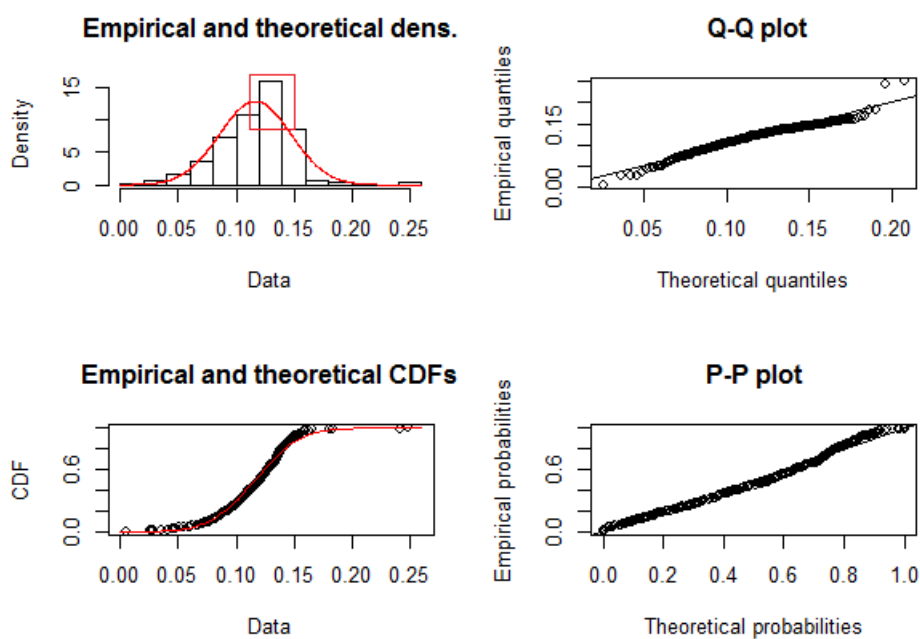 Empirical and theoretical dens.
Density
0 5 15
0.00 0.05 0.10 0.15 0.20 0.25
Data
Q-Q plot
Empirical quantiles
0.00 0.15
0.05 0.10 0.15 0.20
Theoretical quantiles
Empirical and theoretical CDFs
CDF
0.0 0.6
0.00 0.05 0.10 0.15 0.20 0.25
Data
P-P plot
Empirical probabilities
0.0 0.6
0.0 0.2 0.4 0.6 0.8 1.0
Theoretical probabilities